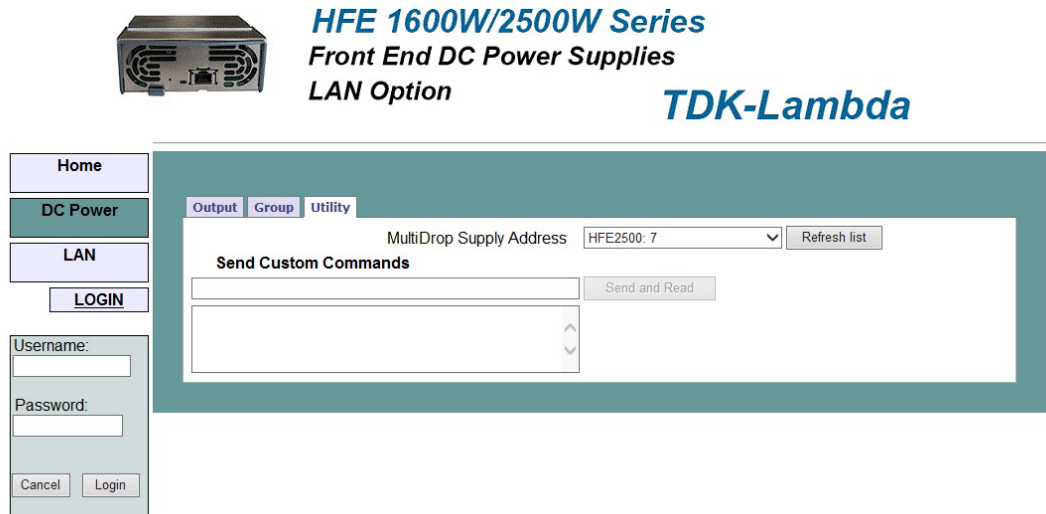 HFE 1600W/2500W Series
Front End DC Power Supplies
LAN Option
TDK-Lambda
Home
DC Power
LAN
LOGIN
Username:
Password:
Cancel Login
Output Group Utility
MultiDrop Supply Address HFE2500: 7 Refresh list
Send Custom Commands
Send and Read